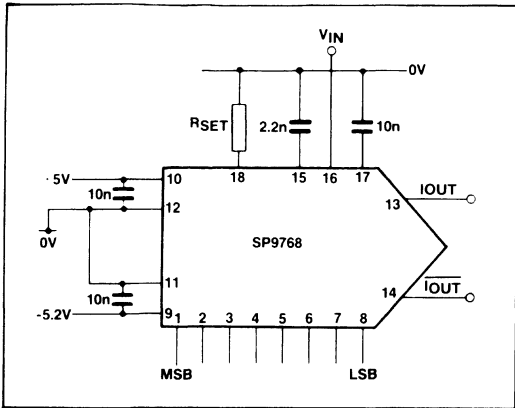 VIN
0V
RSET
2.2n
10n
18
15
16
17
- 5V
10
10n
12
13
IOUT
0V
SP9768
11
10n
14
IOUT
-5.2V
9
1 2 3 4 5 6 7 8
MSB
LSB